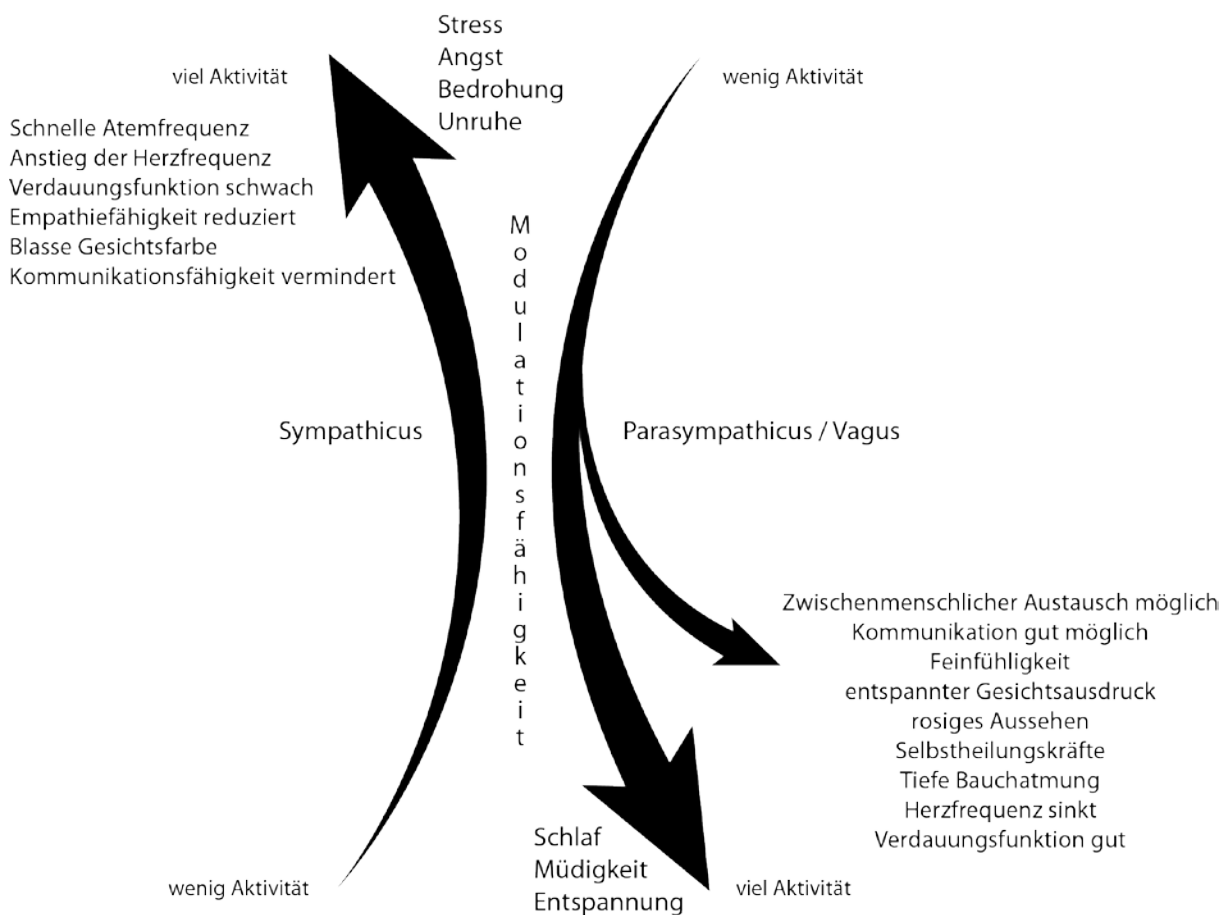 Stress
Angst
Bedrohung
Unruhe
viel Aktivität
wenig Aktivität
Schnelle Atemfrequenz
Anstieg der Herzfrequenz
Verdauungsfunktion schwach
Empathiefähigkeit reduziert
Blasse Gesichtsfarbe
Kommunikationsfähigkeit vermindert
Modulationsfähigkeit
Sympathicus
Parasympathicus / Vagus
Zwischenmenschlicher Austausch möglich
Kommunikation gut möglich
Feinfühligkeit
entspannter Gesichtsausdruck
rosiges Aussehen
Selbstheilungskräfte
Tiefe Bauchatmung
Herzfrequenz sinkt
Verdauungsfunktion gut
Schlaf
Müdigkeit
Entspannung
wenig Aktivität
viel Aktivität